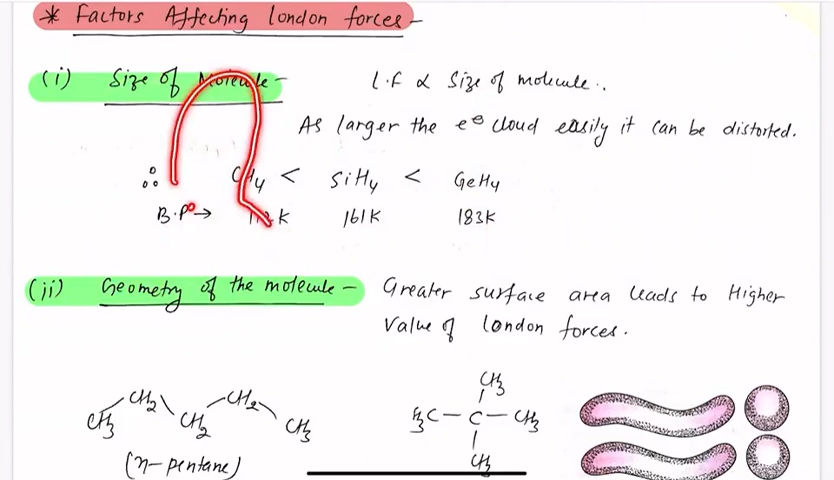 * Factors Affecting London forces -
(i) Size of Molecule - L.F ∝ Size of molecule..
As larger the e⊖ cloud easily it can be distorted.
∴ CH4 < SiH4 < GeH4
B.P° → K 161K 183K
(ii) Geometry of the molecule - Greater surface area leads to Higher
Value of London forces.
CH3 CH2 CH2 CH2 CH3
(n-pentane)
CH3
H3C - C - CH3
CH3